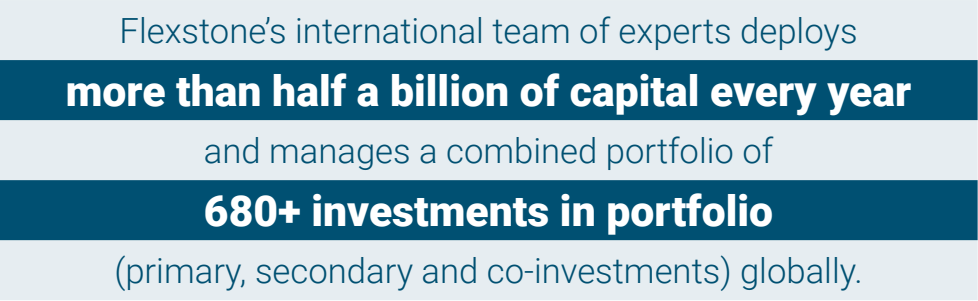 Flexstone’s international team of experts deploys
more than half a billion of capital every year
and manages a combined portfolio of
680+ investments in portfolio
(primary, secondary and co-investments) globally.